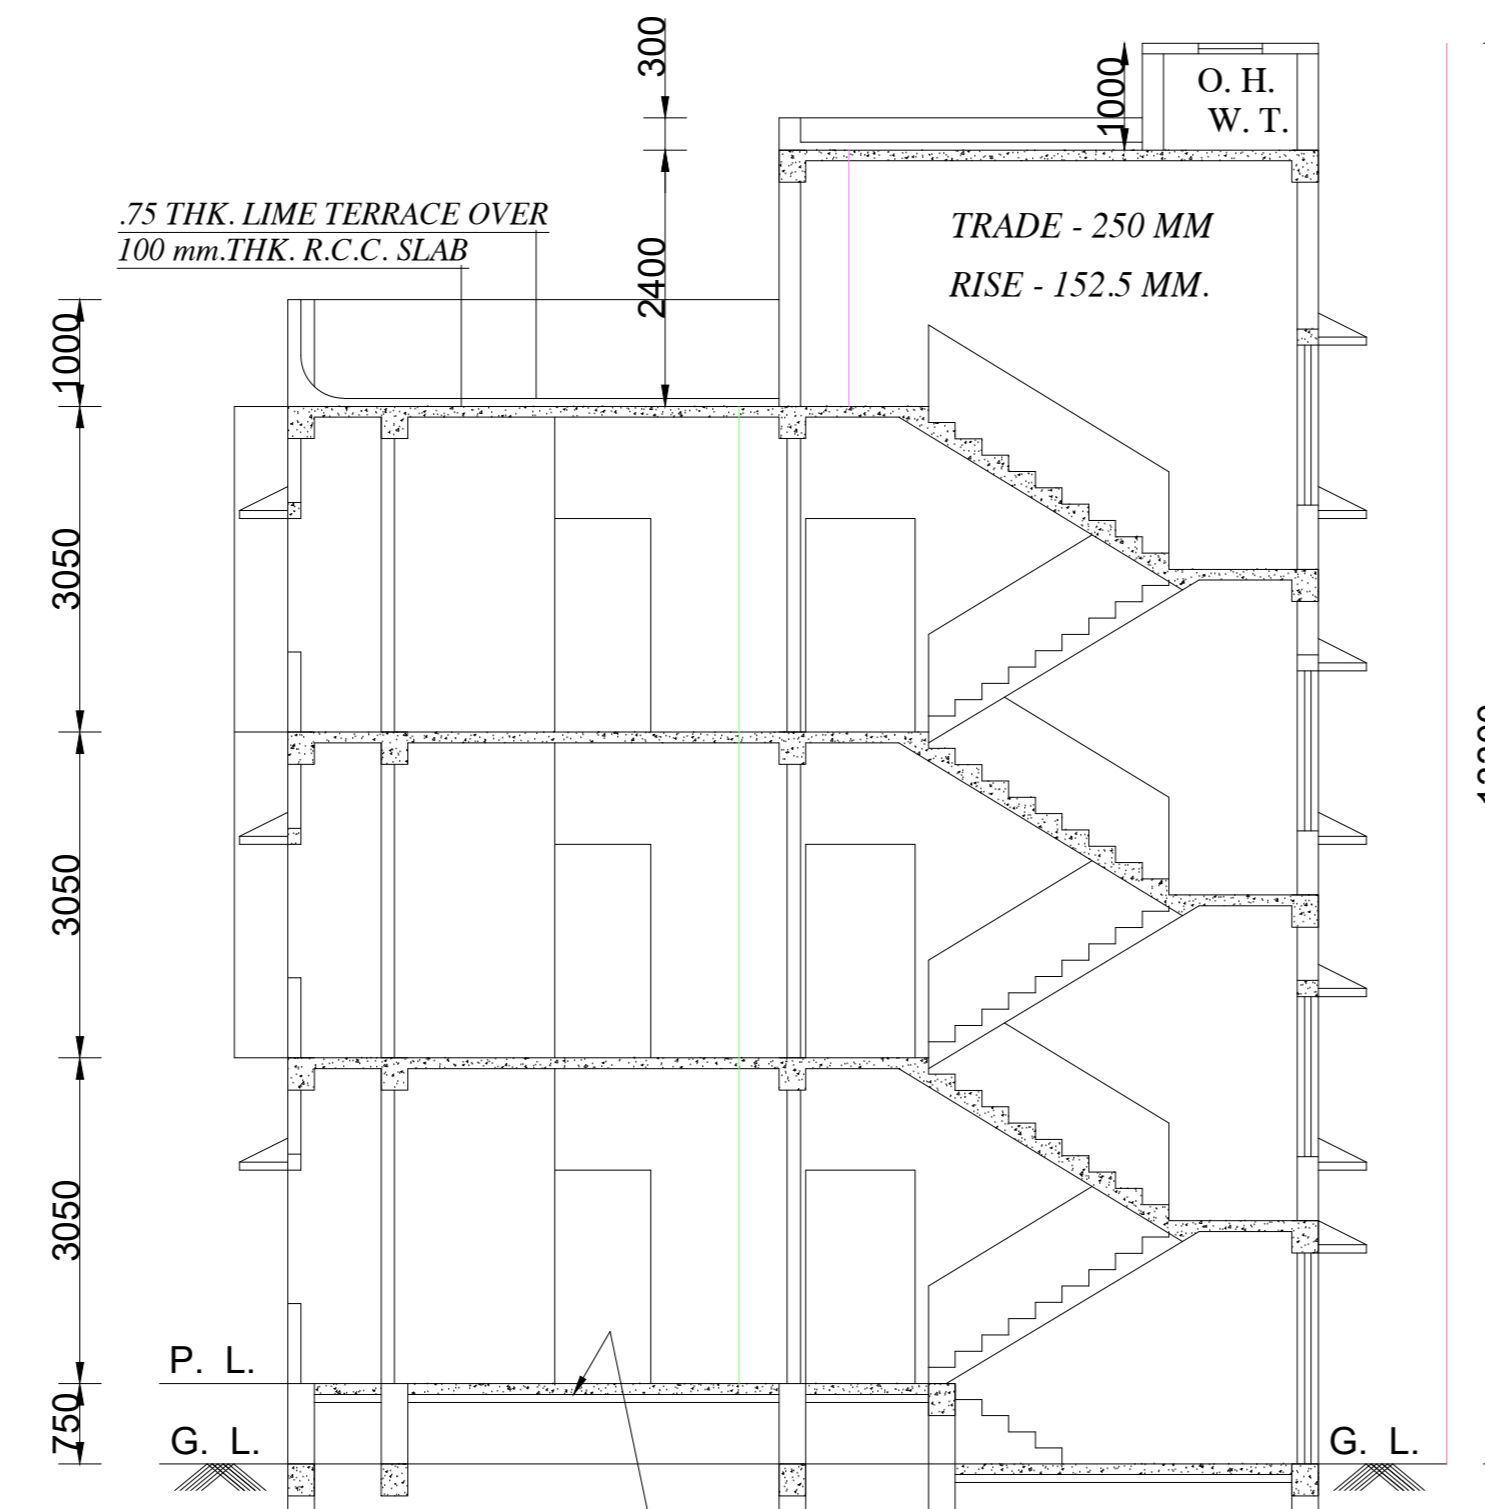 300
1000
O. H.
W. T.
.75 THK. LIME TERRACE OVER
100 mm.THK. R.C.C. SLAB
2400
TRADE - 250 MM
RISE - 152.5 MM.
1000
3050
3050
3050
P. L.
750
G. L.
G. L.